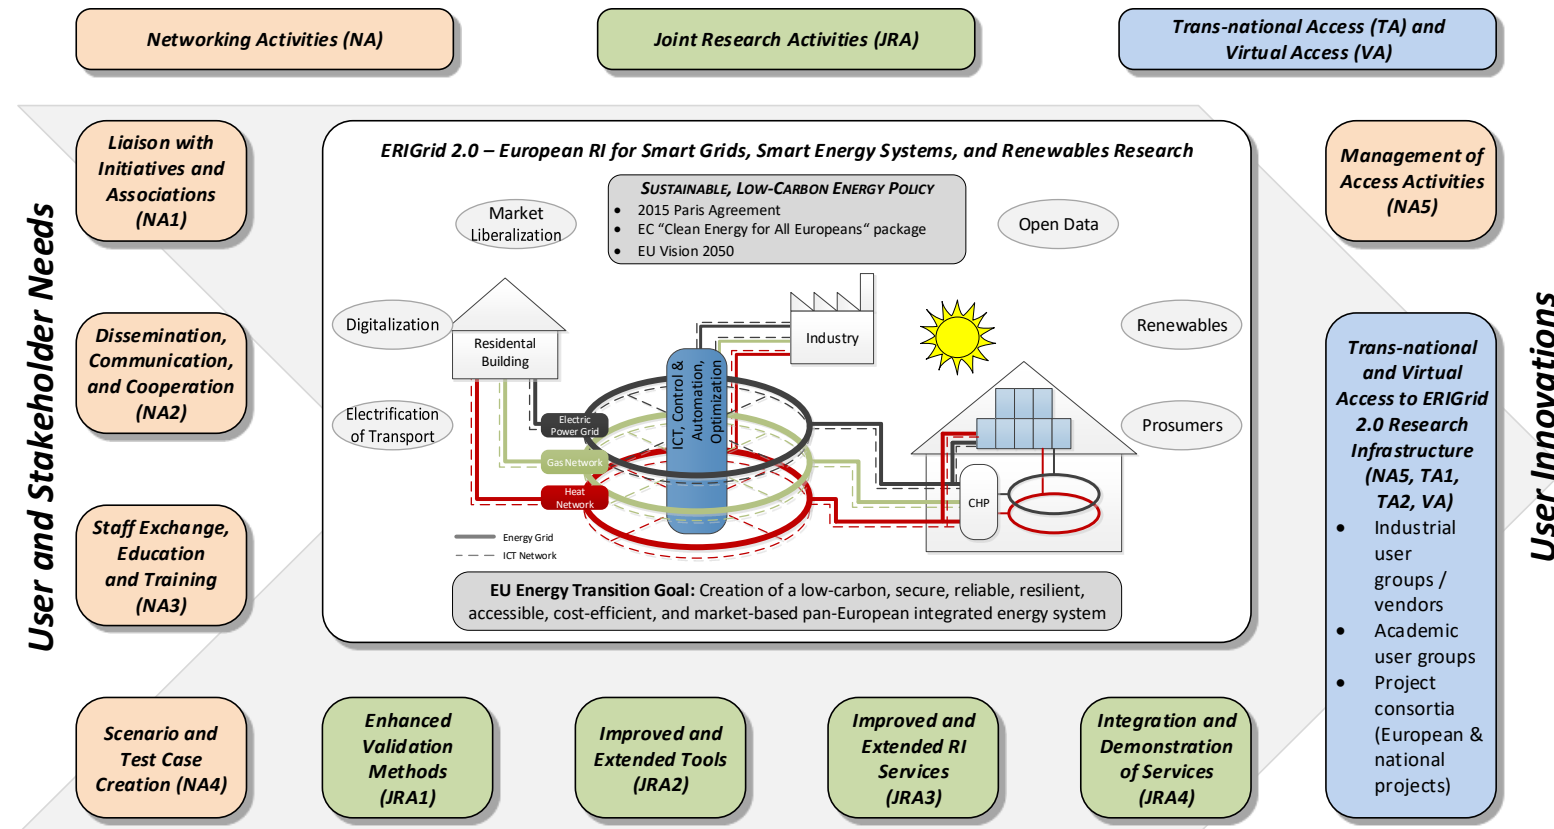 Networking Activities (NA)
Joint Research Activities (JRA)
Trans-national Access (TA) and
Virtual Access (VA)
User and Stakeholder Needs
Liaison with
Initiatives and
Associations
(NA1)
Dissemination,
Communication,
and Cooperation
(NA2)
Staff Exchange,
Education
and Training
(NA3)
Scenario and
Test Case
Creation (NA4)
ERIGrid 2.0 – European RI for Smart Grids, Smart Energy Systems, and Renewables Research
SUSTAINABLE, LOW-CARBON ENERGY POLICY
• 2015 Paris Agreement
• EC “Clean Energy for All Europeans“ package
• EU Vision 2050
Market
Liberalization
Open Data
Digitalization
Residental
Building
Industry
Renewables
Electrification
of Transport
Prosumers
ICT, Control &
Automation,
Optimization
Electric
Power Grid
Gas Network
Heat
Network
CHP
Energy Grid
ICT Network
EU Energy Transition Goal: Creation of a low-carbon, secure, reliable, resilient,
accessible, cost-efficient, and market-based pan-European integrated energy system
Enhanced
Validation
Methods
(JRA1)
Improved and
Extended Tools
(JRA2)
Improved and
Extended RI
Services
(JRA3)
Integration and
Demonstration
of Services
(JRA4)
Management of
Access Activities
(NA5)
Trans-national
and Virtual
Access to ERIGrid
2.0 Research
Infrastructure
(NA5, TA1,
TA2, VA)
• Industrial
user
groups /
vendors
• Academic
user groups
• Project
consortia
(European &
national
projects)
User Innovations